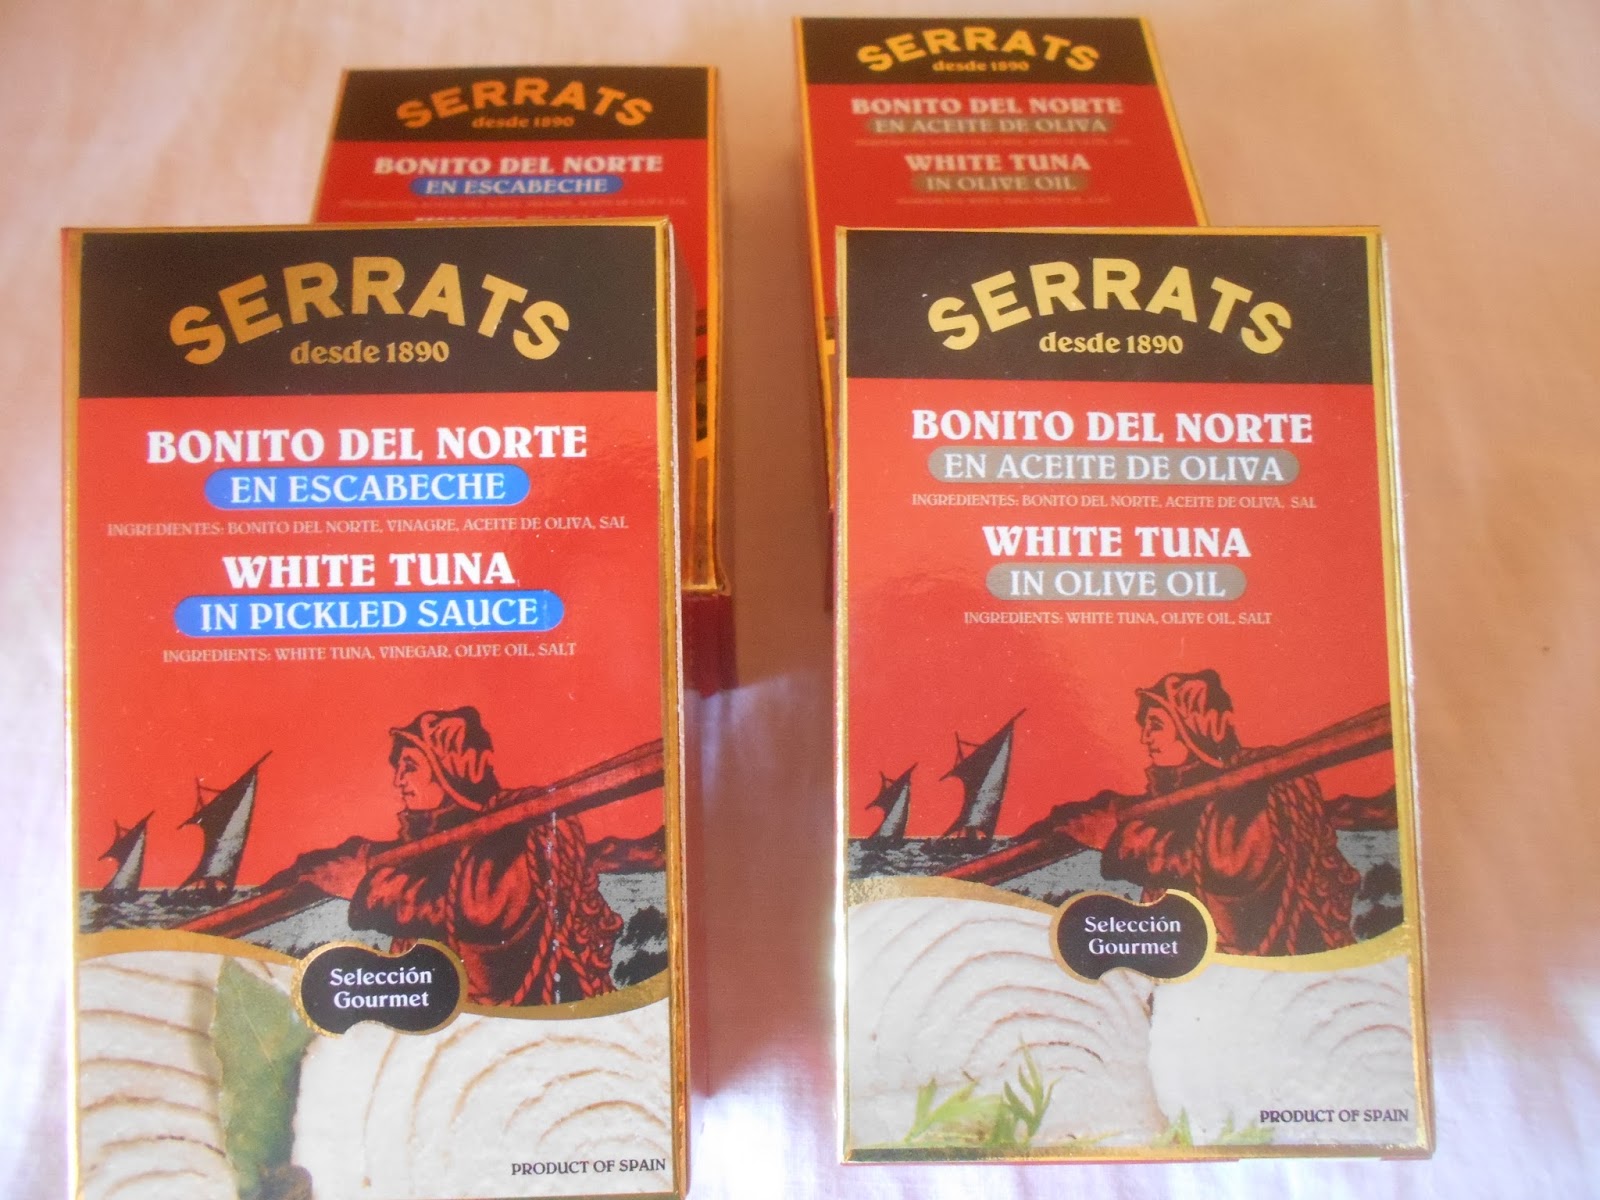 SERRATS
desde 1890
BONITO DEL NORTE
EN ESCABECHE
SERRATS
desde 1890
BONITO DEL NORTE
EN ACEITE DE OLIVA
WHITE TUNA
IN OLIVE OIL
SERRATS
desde 1890
BONITO DEL NORTE
EN ESCABECHE
INGREDIENTES: BONITO DEL NORTE, VINAGRE, ACEITE DE OLIVA, SAL
WHITE TUNA
IN PICKLED SAUCE
INGREDIENTS: WHITE TUNA, VINEGAR, OLIVE OIL, SALT
Selección
Gourmet
PRODUCT OF SPAIN
SERRATS
desde 1890
BONITO DEL NORTE
EN ACEITE DE OLIVA
INGREDIENTES: BONITO DEL NORTE, ACEITE DE OLIVA, SAL
WHITE TUNA
IN OLIVE OIL
INGREDIENTS: WHITE TUNA, OLIVE OIL, SALT
Selección
Gourmet
PRODUCT OF SPAIN